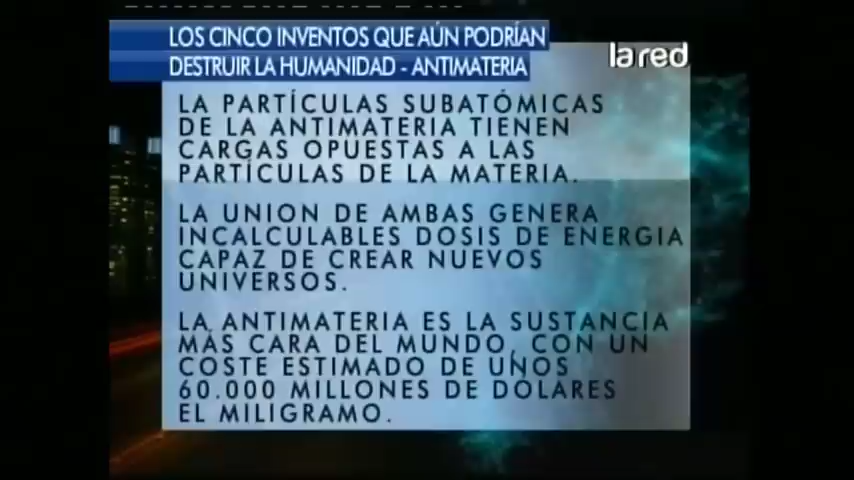 LOS CINCO INVENTOS QUE AÚN PODRÍAN
DESTRUIR LA HUMANIDAD - ANTIMATERIA
la red
LA PARTÍCULAS SUBATÓMICAS
DE LA ANTIMATERIA TIENEN
CARGAS OPUESTAS A LAS
PARTÍCULAS DE LA MATERIA.
LA UNION DE AMBAS GENERA
INCALCULABLES DOSIS DE ENERGIA
CAPAZ DE CREAR NUEVOS
UNIVERSOS.
LA ANTIMATERIA ES LA SUSTANCIA
MÁS CARA DEL MUNDO, CON UN
COSTE ESTIMADO DE UNOS
60.000 MILLONES DE DÓLARES
EL MILIGRAMO.